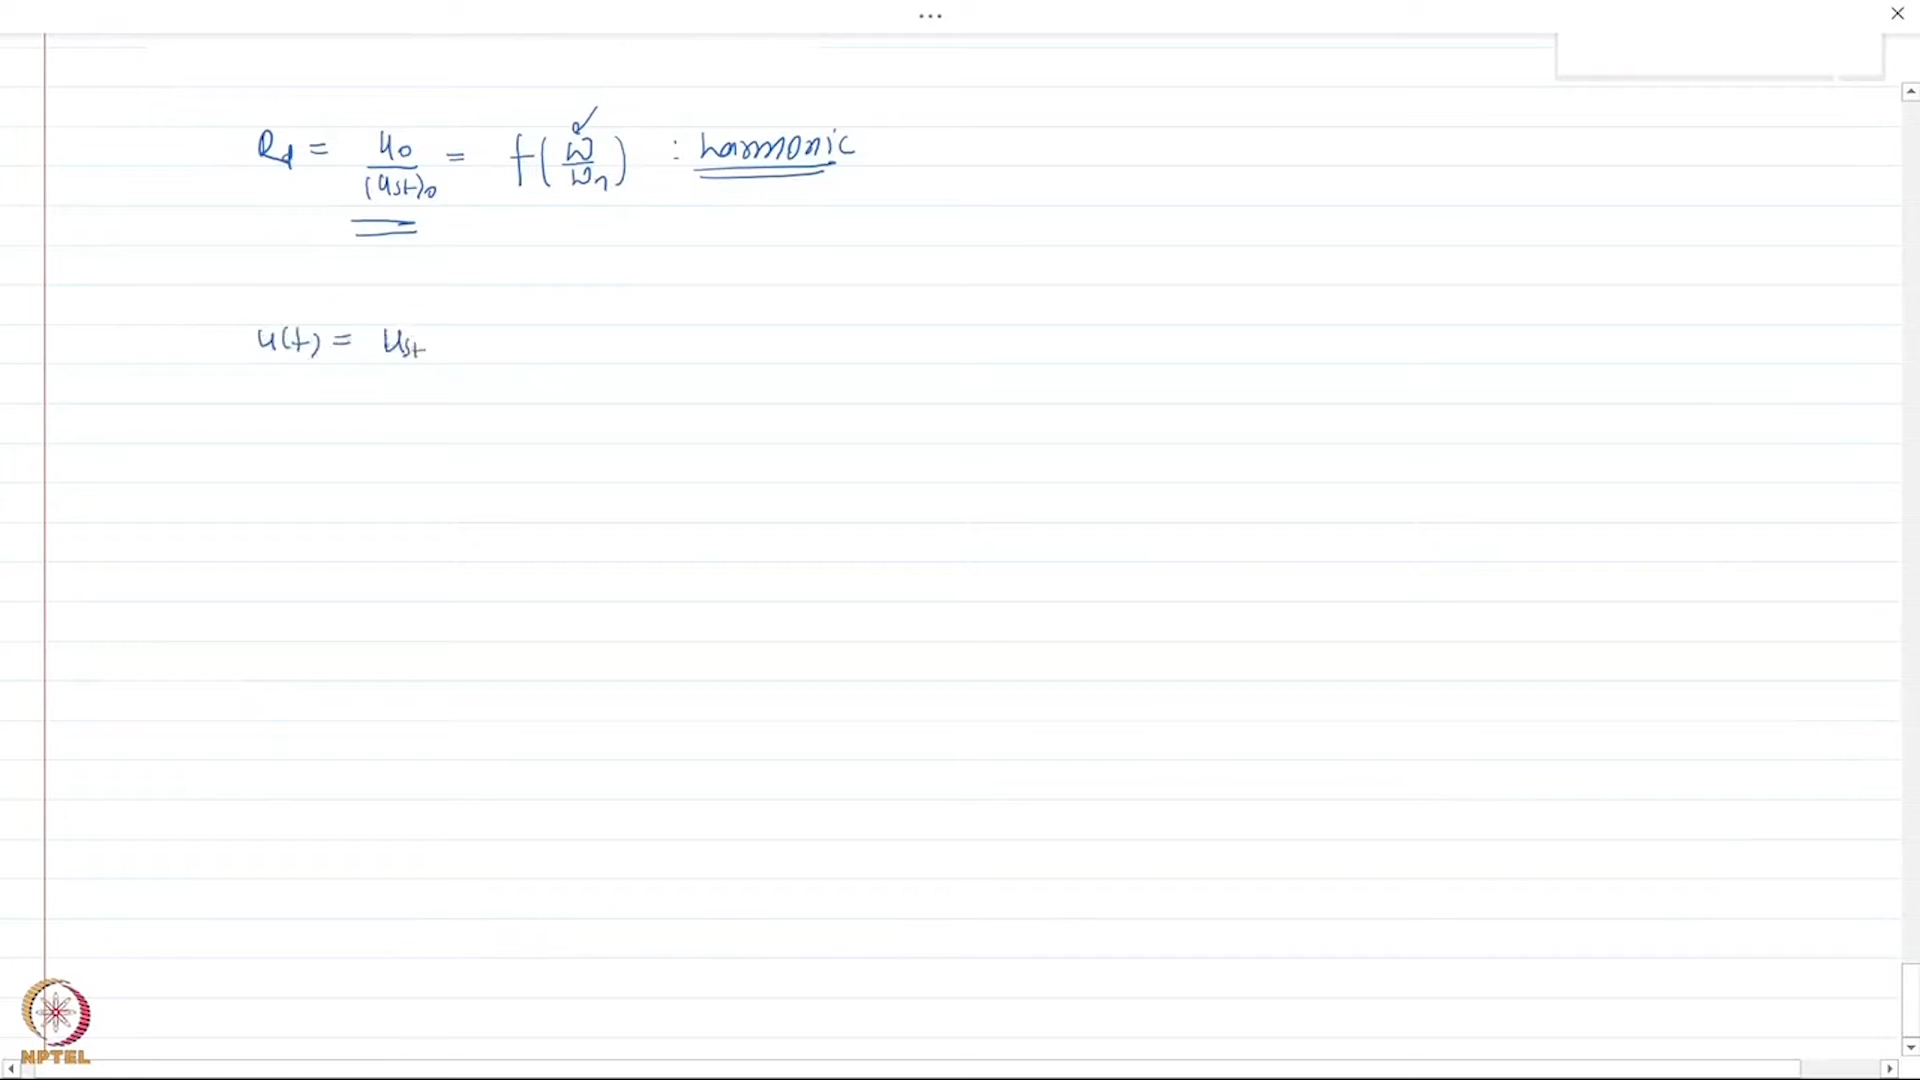 R_d = u_0 / (u_st)_0 = f(ω/ω_n) : harmonic
u(t) = u_st
NPTEL